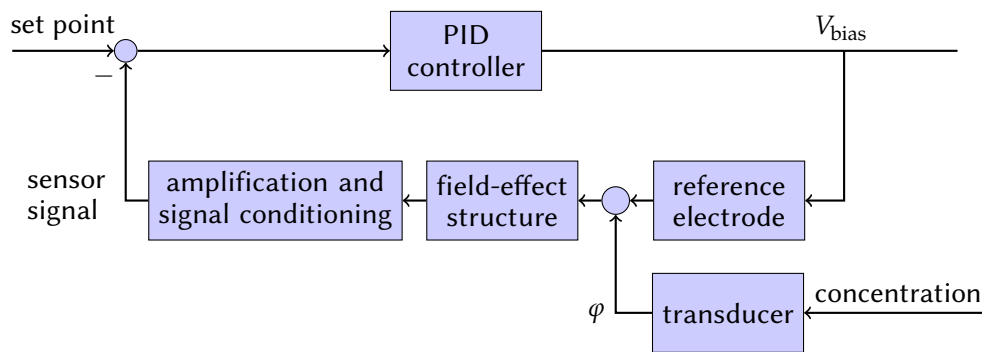 set point
−
PID
controller
V_bias
sensor
signal
amplification and
signal conditioning
field-effect
structure
reference
electrode
φ
transducer
concentration